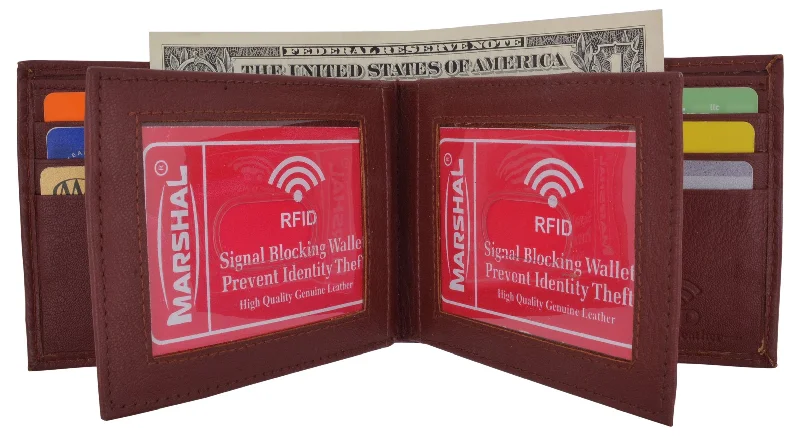 FEDERAL RESERVE NOTE
THE UNITED STATES OF AMERICA
1
MARSHAL
®
RFID
Signal Blocking Wallet
Prevent Identity Theft
High Quality Genuine Leather
MARSHAL
®
RFID
Signal Blocking Wallet
Prevent Identity Theft
High Quality Genuine Leather